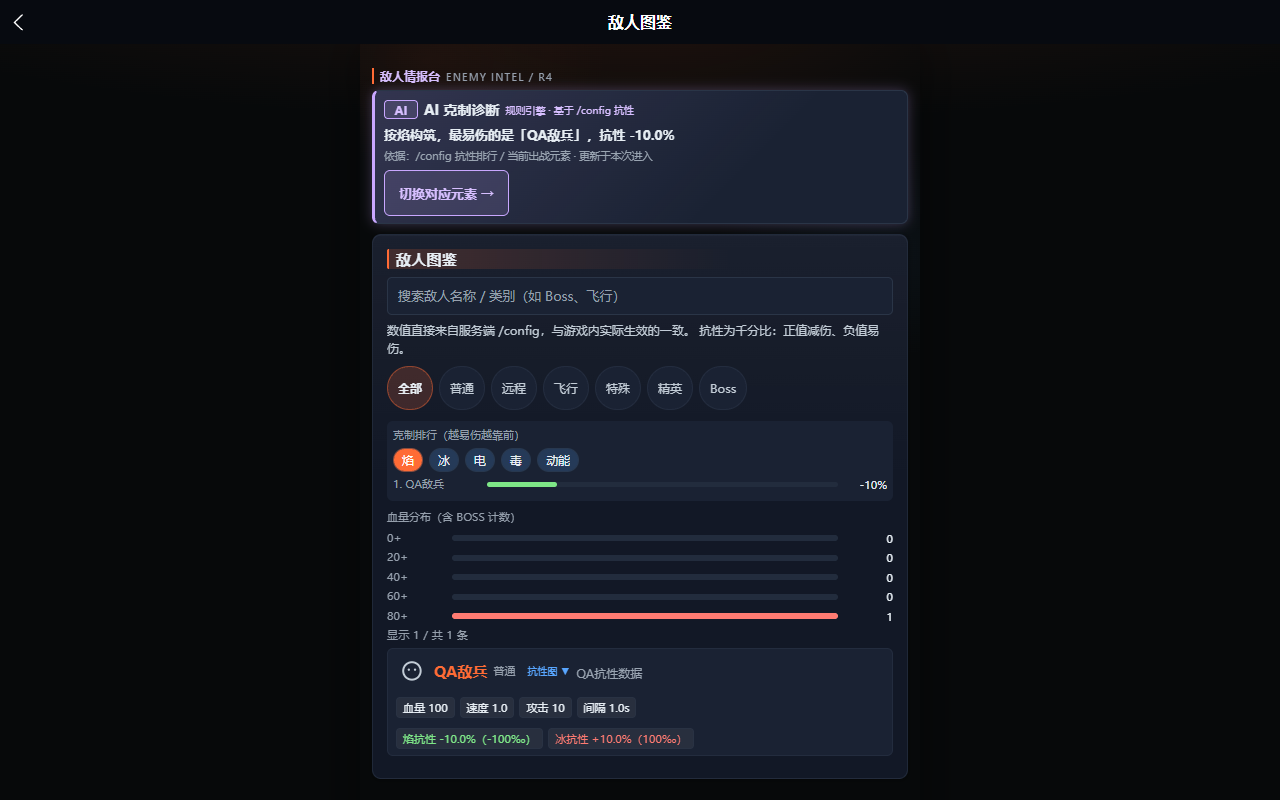 敌人图鉴
敌人情报台 ENEMY INTEL / R4
AI AI 克制诊断 规则引擎 · 基于 /config 抗性
按焰构筑，最易伤的是「QA敌兵」，抗性 -10.0%
依据：/config 抗性排行 / 当前出战元素 · 更新于本次进入
切换对应元素 →
敌人图鉴
搜索敌人名称 / 类别（如 Boss、飞行）
数值直接来自服务端 /config，与游戏内实际生效的一致。 抗性为千分比：正值减伤、负值易
伤。
全部 普通 远程 飞行 特殊 精英 Boss
克制排行（越易伤越靠前）
焰 冰 电 毒 动能
1. QA敌兵 -10%
血量分布（含 BOSS 计数）
0+ 0
20+ 0
40+ 0
60+ 0
80+ 1
显示 1 / 共 1 条
QA敌兵 普通 抗性图 ▼ QA抗性数据
血量 100 速度 1.0 攻击 10 间隔 1.0s
焰抗性 -10.0%（-100‰） 冰抗性 +10.0%（100‰）